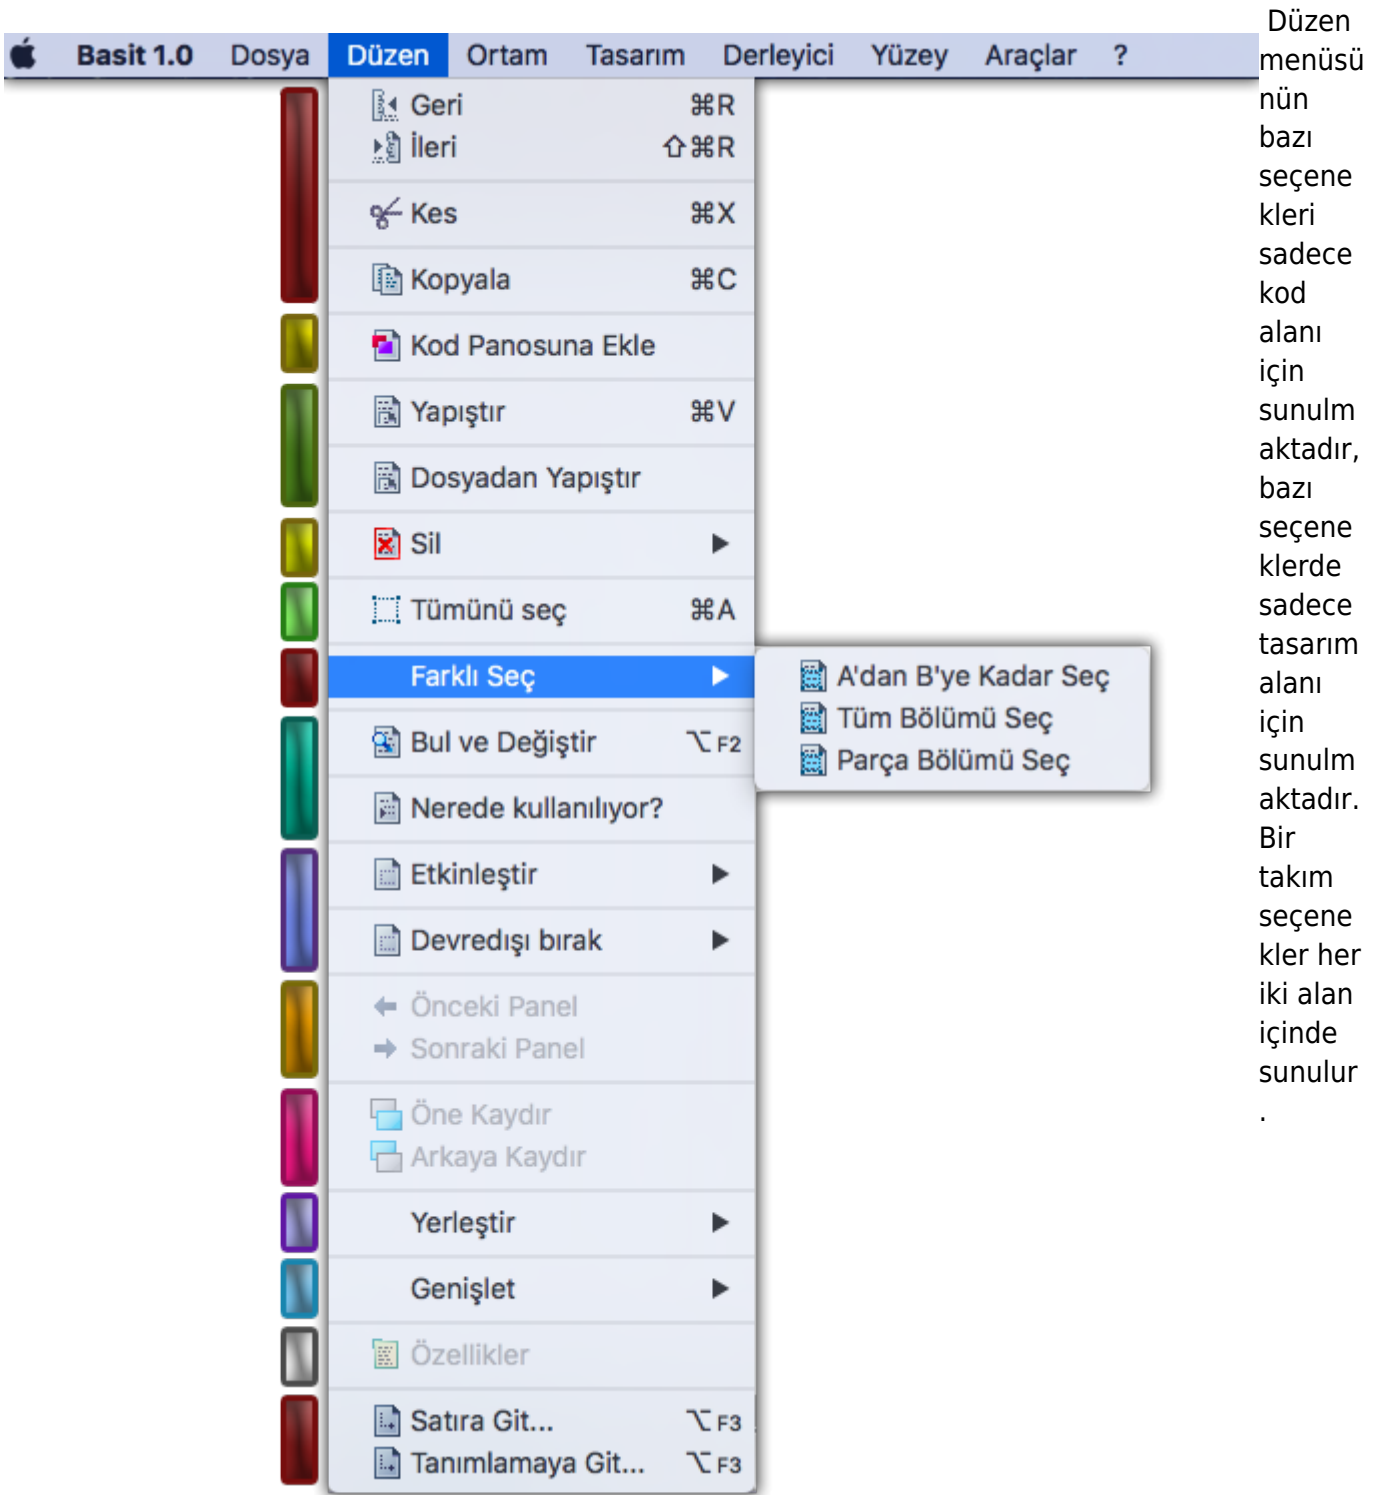 Basit 1.0 Dosya Düzen Ortam Tasarım Derleyici Yüzey Araçlar ?
Geri ⌘R
İleri ⇧⌘R
Kes ⌘X
Kopyala ⌘C
Kod Panosuna Ekle
Yapıştır ⌘V
Dosyadan Yapıştır
Sil ▶
Tümünü seç ⌘A
Farklı Seç ▶
A'dan B'ye Kadar Seç
Tüm Bölümü Seç
Parça Bölümü Seç
Bul ve Değiştir ⌥F2
Nerede kullanılıyor?
Etkinleştir ▶
Devredışı bırak ▶
Önceki Panel
Sonraki Panel
Öne Kaydır
Arkaya Kaydır
Yerleştir ▶
Genişlet ▶
Özellikler
Satıra Git... ⌥F3
Tanımlamaya Git... ⌥F3
Düzen
menüsü
nün
bazı
seçene
kleri
sadece
kod
alanı
için
sunulm
aktadır,
bazı
seçene
klerde
sadece
tasarım
alanı
için
sunulm
aktadır.
Bir
takım
seçene
kler her
iki alan
içinde
sunulur
.